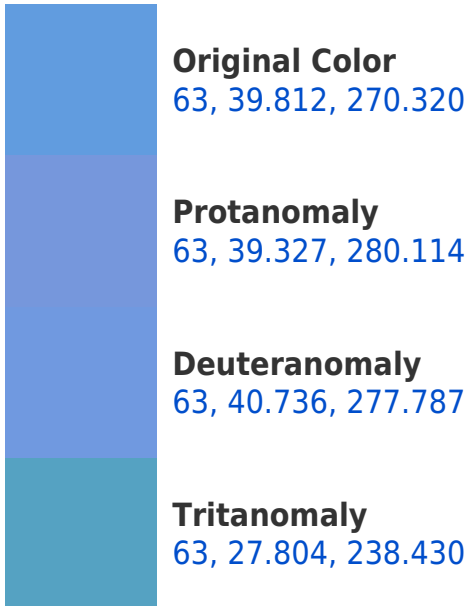 Original Color
63, 39.812, 270.320
Protanomaly
63, 39.327, 280.114
Deuteranomaly
63, 40.736, 277.787
Tritanomaly
63, 27.804, 238.430